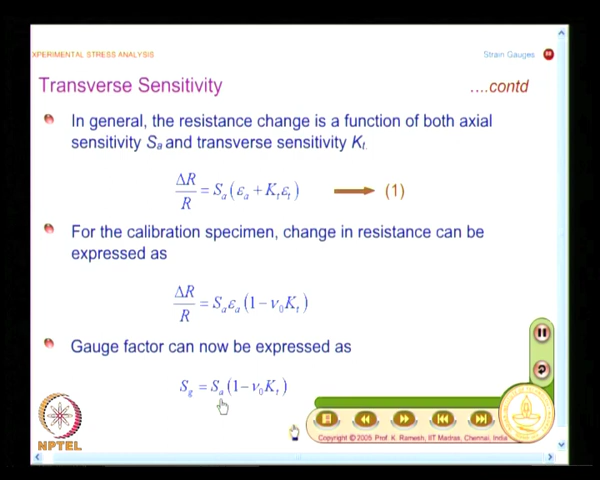 XPERIMENTAL STRESS ANALYSIS
Strain Gauges
Transverse Sensitivity
....contd
In general, the resistance change is a function of both axial
sensitivity Sa and transverse sensitivity Kt.
ΔR/R = Sa(εa + Ktεt) (1)
For the calibration specimen, change in resistance can be
expressed as
ΔR/R = Saεa(1−ν0Kt)
Gauge factor can now be expressed as
Sg = Sa(1−ν0Kt)
NPTEL
Copyright © 2005 Prof. K. Ramesh, IIT Madras, Chennai, India